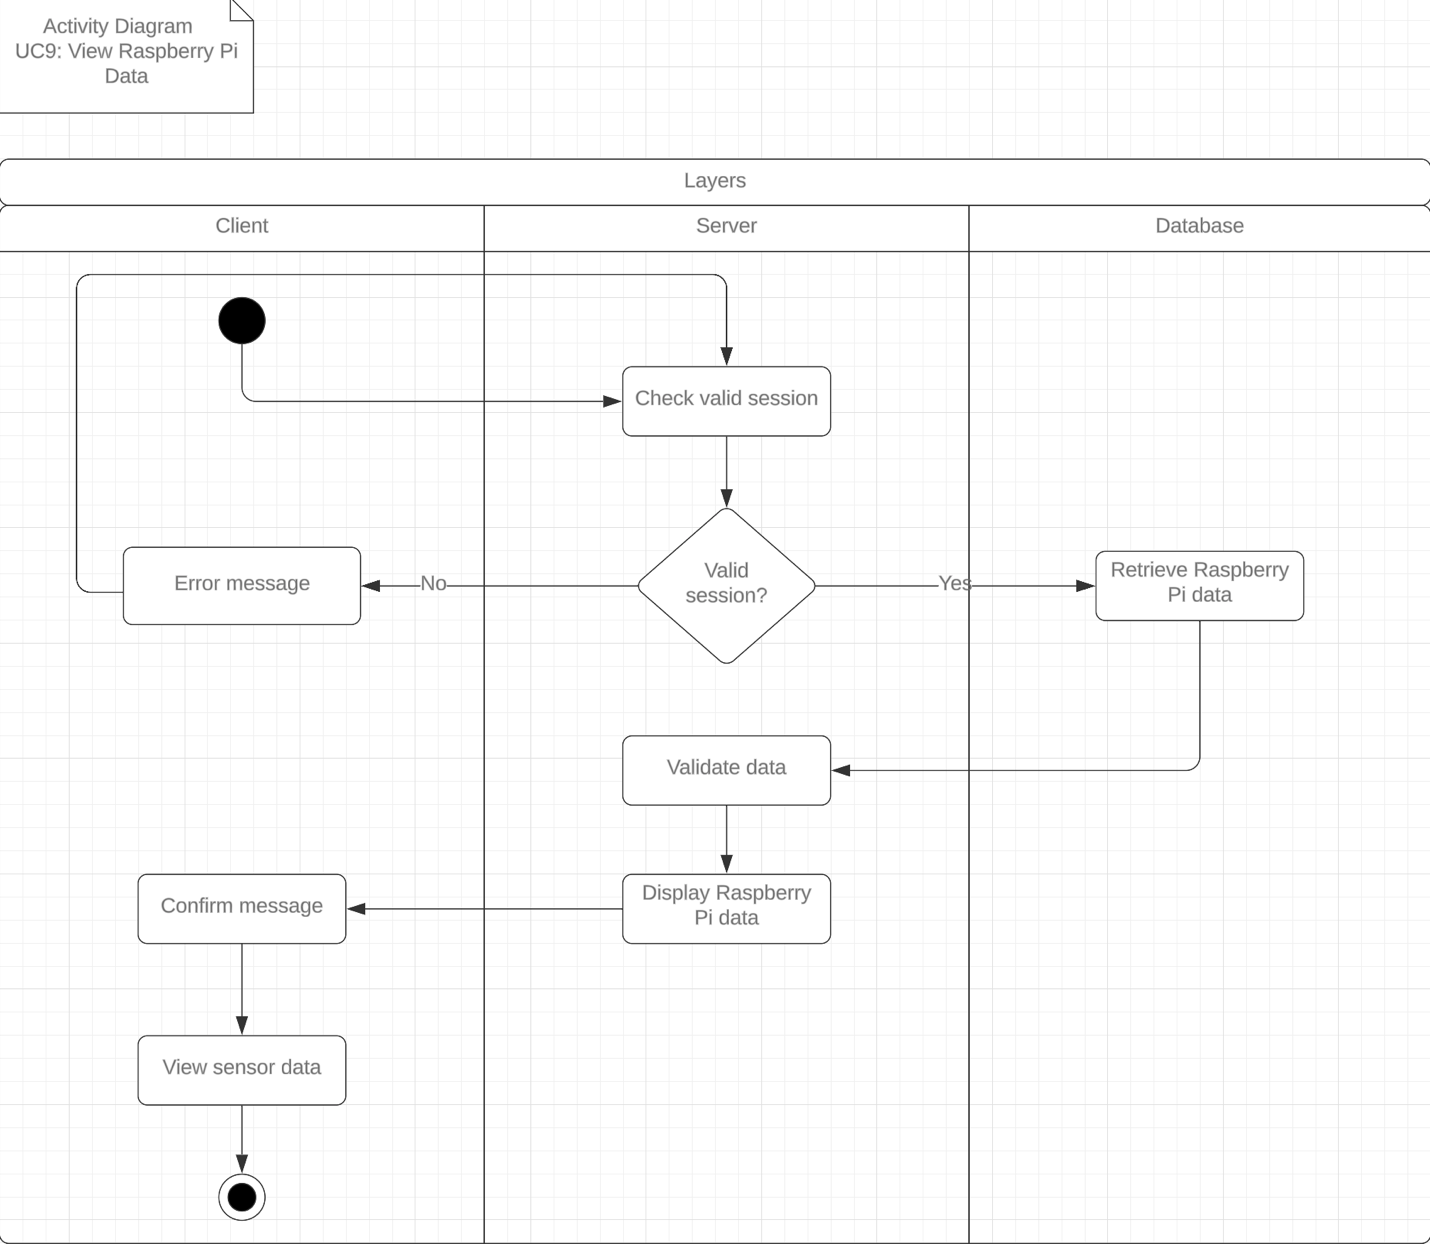 Activity Diagram
UC9: View Raspberry Pi
Data
Layers
Client
Server
Database
Check valid session
Error message
No
Valid
session?
Yes
Retrieve Raspberry
Pi data
Validate data
Confirm message
Display Raspberry
Pi data
View sensor data